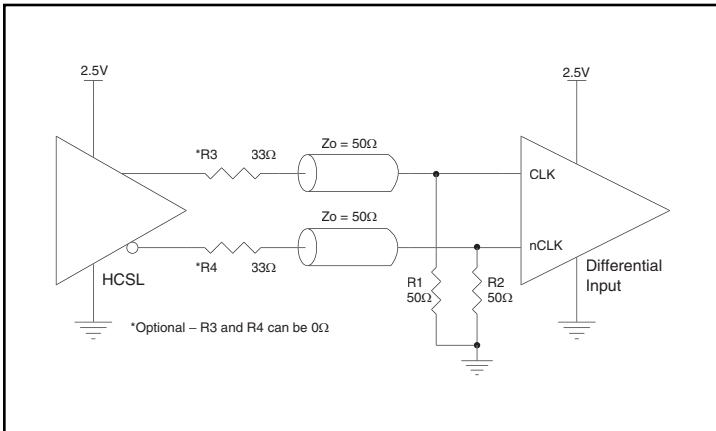 2.5V
2.5V
*R3
33Ω
Zo = 50Ω
CLK
Zo = 50Ω
nCLK
HCSL
*R4
33Ω
R1
50Ω
R2
50Ω
Differential
Input
*Optional – R3 and R4 can be 0Ω